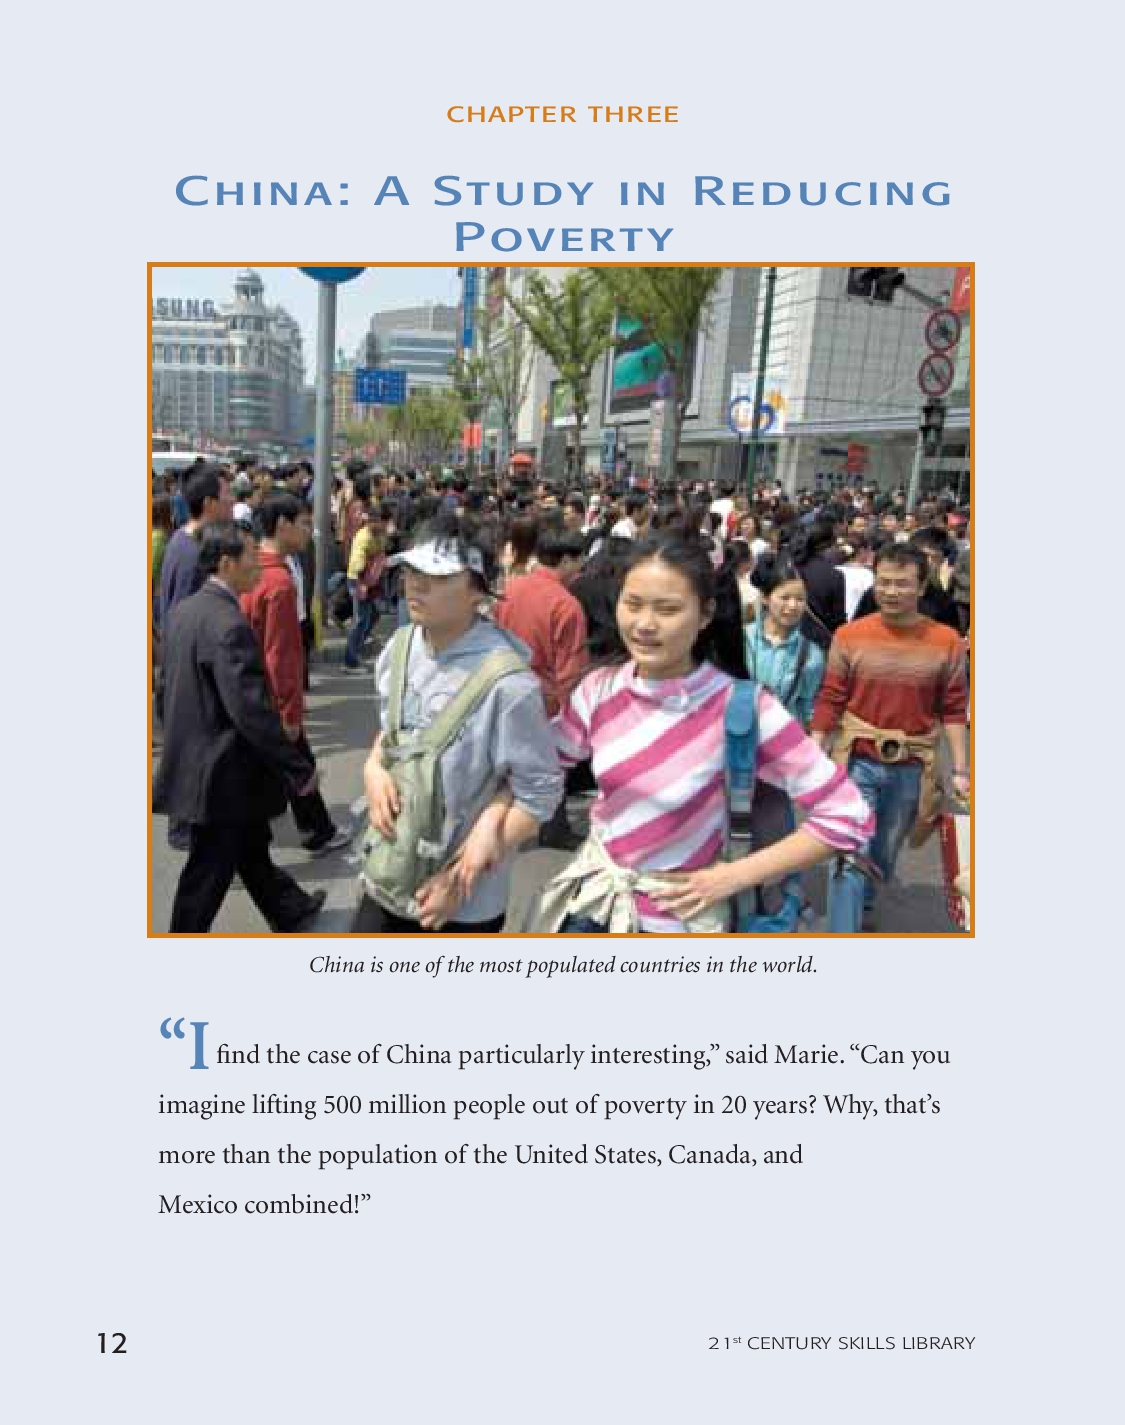 CHAPTER THREE
CHINA: A STUDY IN REDUCING
POVERTY
SUNG
China is one of the most populated countries in the world.
“I find the case of China particularly interesting,” said Marie. “Can you
imagine lifting 500 million people out of poverty in 20 years? Why, that’s
more than the population of the United States, Canada, and
Mexico combined!”
12
21st CENTURY SKILLS LIBRARY